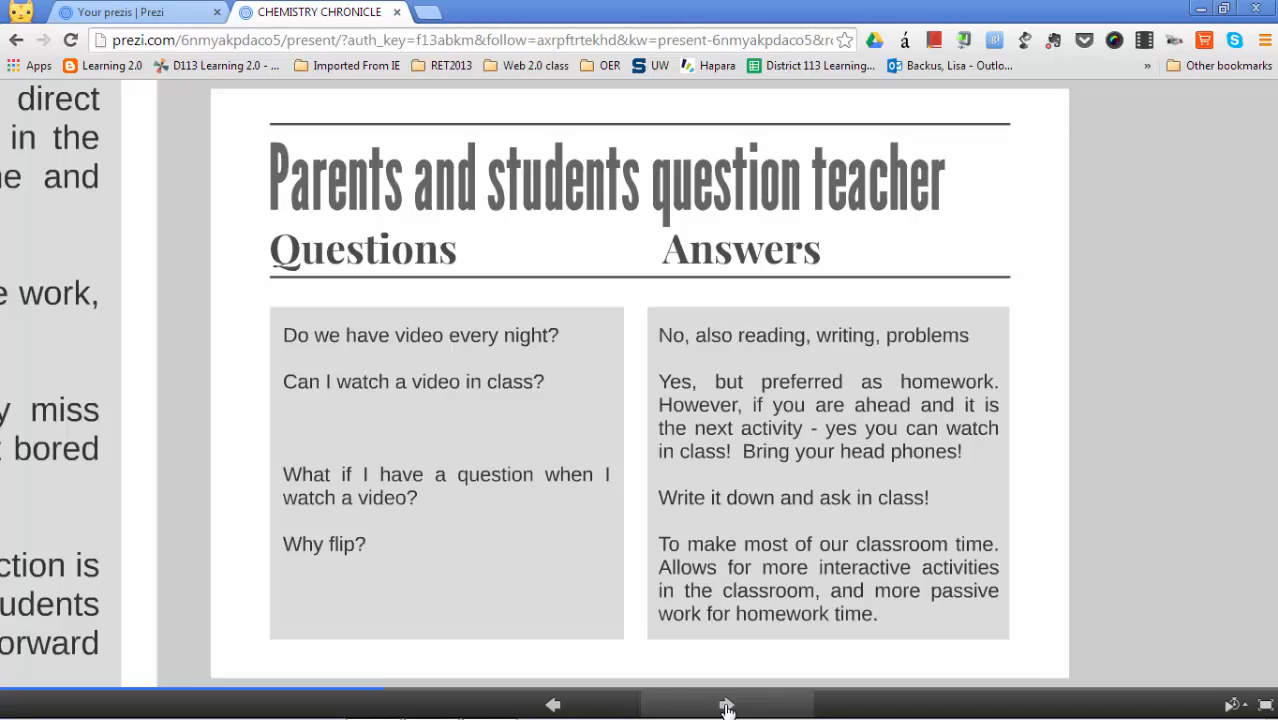 Your prezis | Prezi
CHEMISTRY CHRONICLE
prezi.com/6nmyakpdaco5/present/?auth_key=f13abkm&follow=axrpftrtekhd&kw=present-6nmyakpdaco5&
Apps
Learning 2.0
D113 Learning 2.0 - ...
Imported From IE
RET2013
Web 2.0 class
OER
UW
Hapara
District 113 Learning...
Backus, Lisa - Outlo...
»
Other bookmarks
direct
in the
and
work,
miss
bored
is
Parents and students question teacher
Questions
Answers
Do we have video every night?
Can I watch a video in class?
What if I have a question when I
watch a video?
Why flip?
No, also reading, writing, problems
Yes, but preferred as homework.
However, if you are ahead and it is
the next activity - yes you can watch
in class! Bring your head phones!
Write it down and ask in class!
To make most of our classroom time.
Allows for more interactive activities
in the classroom, and more passive
work for homework time.